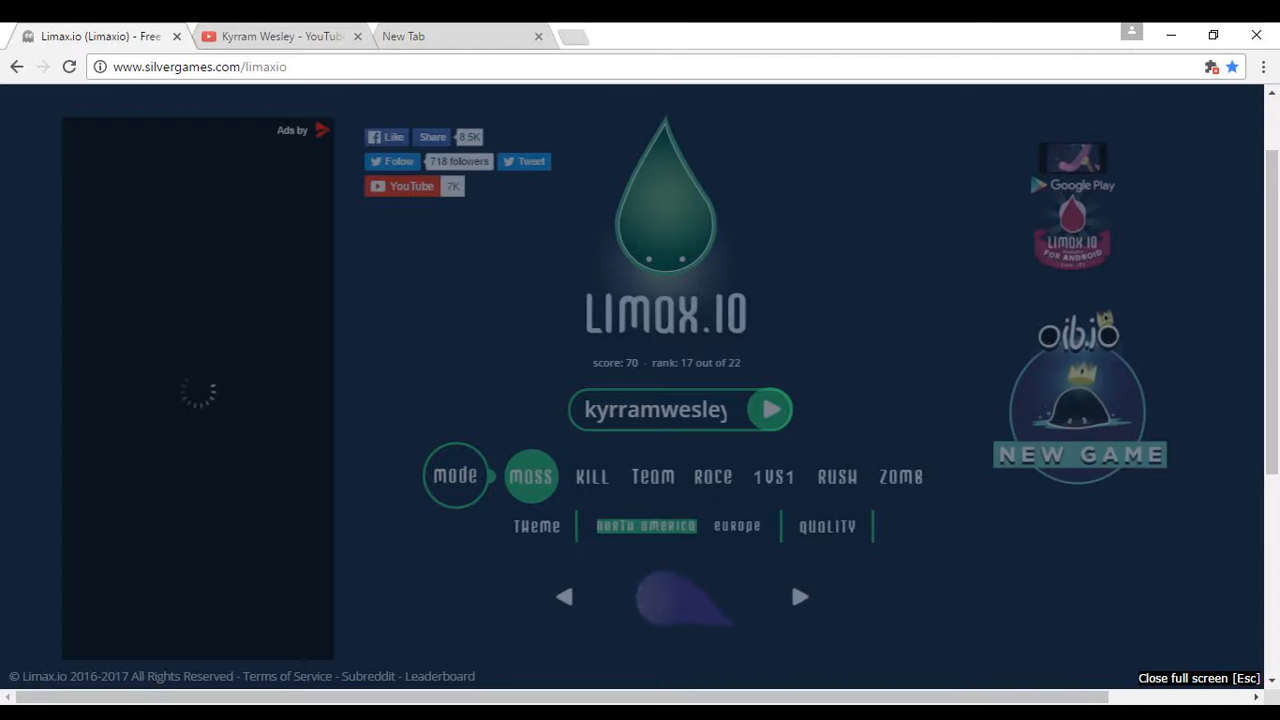 Limax.io (Limaxio) - Free
Kyrram Wesley - YouTube
New Tab
www.silvergames.com/limaxio
Ads by
Like Share 8.5K
Follow 718 followers Tweet
YouTube 7K
LIMAX.IO
score: 70 - rank: 17 out of 22
kyrramwesley
mode mass KILL Team Race 1VS1 RUSH ZOMB
THeme NORTH AMERICA europe QUALITY
Google Play
LIMAX.IO
FOR ANDROID
oib.io
NEW GAME
© Limax.io 2016-2017 All Rights Reserved - Terms of Service - Subreddit - Leaderboard
Close full screen [Esc]